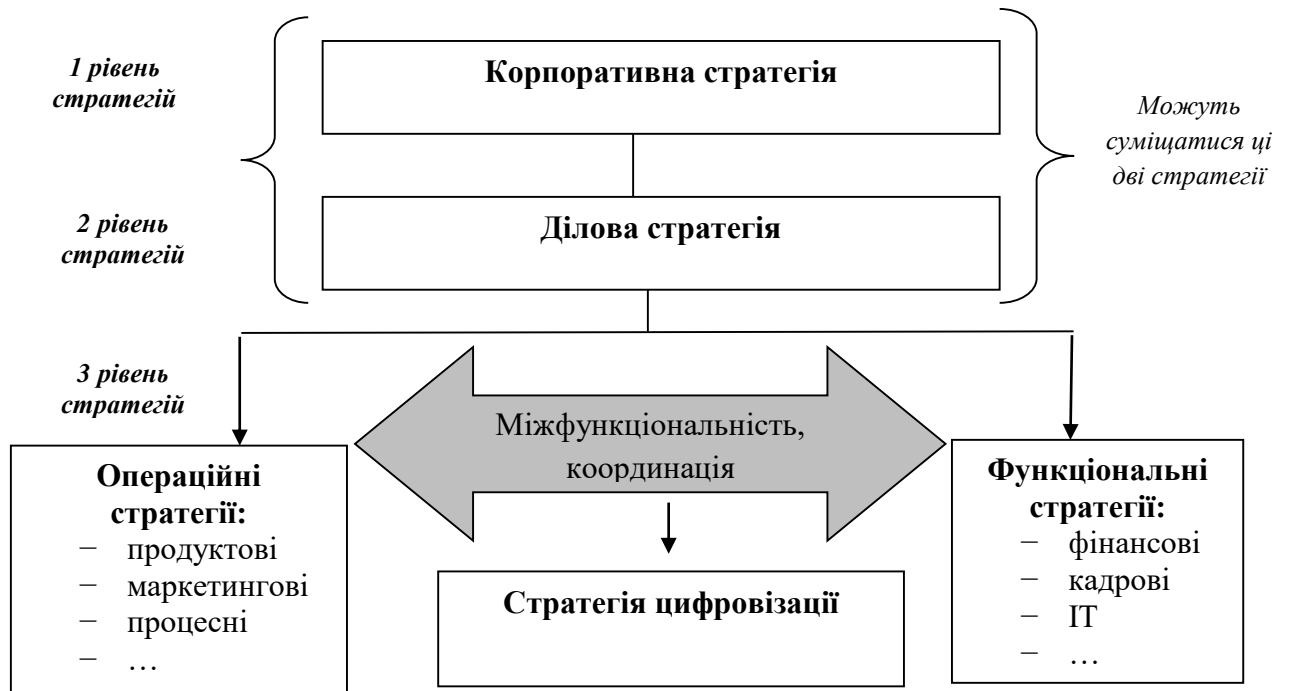 1 рівень
стратегій
Корпоративна стратегія
Можуть
суміщатися ці
дві стратегії
2 рівень
стратегій
Ділова стратегія
3 рівень
стратегій
Міжфункціональність,
координація
Операційні
стратегії:
− продуктові
− маркетингові
− процесні
− …
Стратегія цифровізації
Функціональні
стратегії:
− фінансові
− кадрові
− ІТ
− …